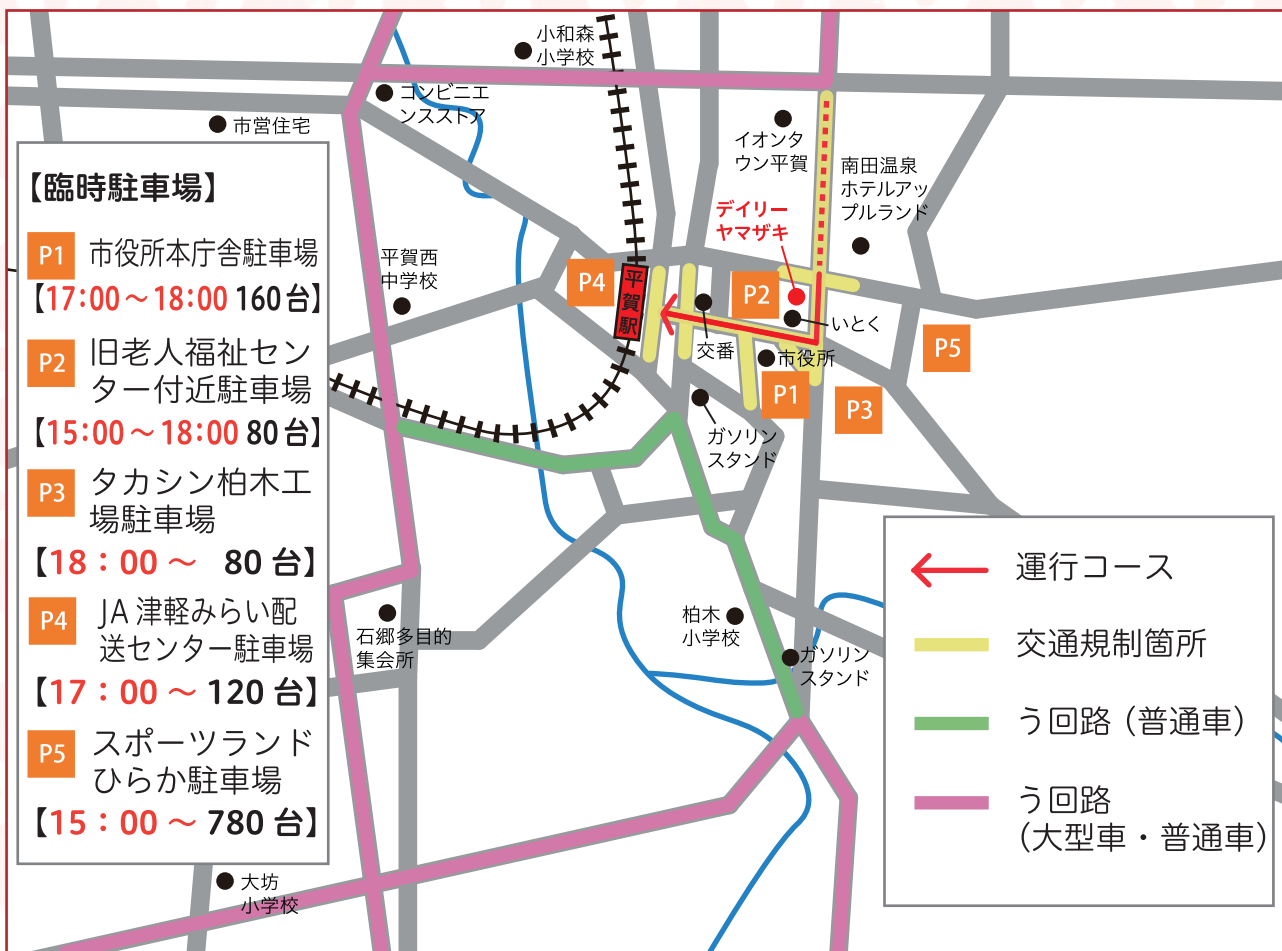 【臨時駐車場】
P1 市役所本庁舎駐車場
【17:00～18:00 160台】
P2 旧老人福祉セン
ター付近駐車場
【15:00～18:00 80台】
P3 タカシン柏木工
場駐車場
【18：00～ 80台】
P4 JA津軽みらい配
送センター駐車場
【17：00～120台】
P5 スポーツランド
ひらか駐車場
【15：00～780台】
小和森
小学校
コンビニエ
ンスストア
市営住宅
イオンタ
ウン平賀
南田温泉
ホテルアッ
プルランド
デイリー
ヤマザキ
平賀西
中学校
P4
平賀駅
P2
いとく
交番
市役所
P5
P1
P3
ガソリン
スタンド
柏木
小学校
石郷多目的
集会所
ガソリン
スタンド
大坊
小学校
運行コース
交通規制箇所
う回路（普通車）
う回路
（大型車・普通車）